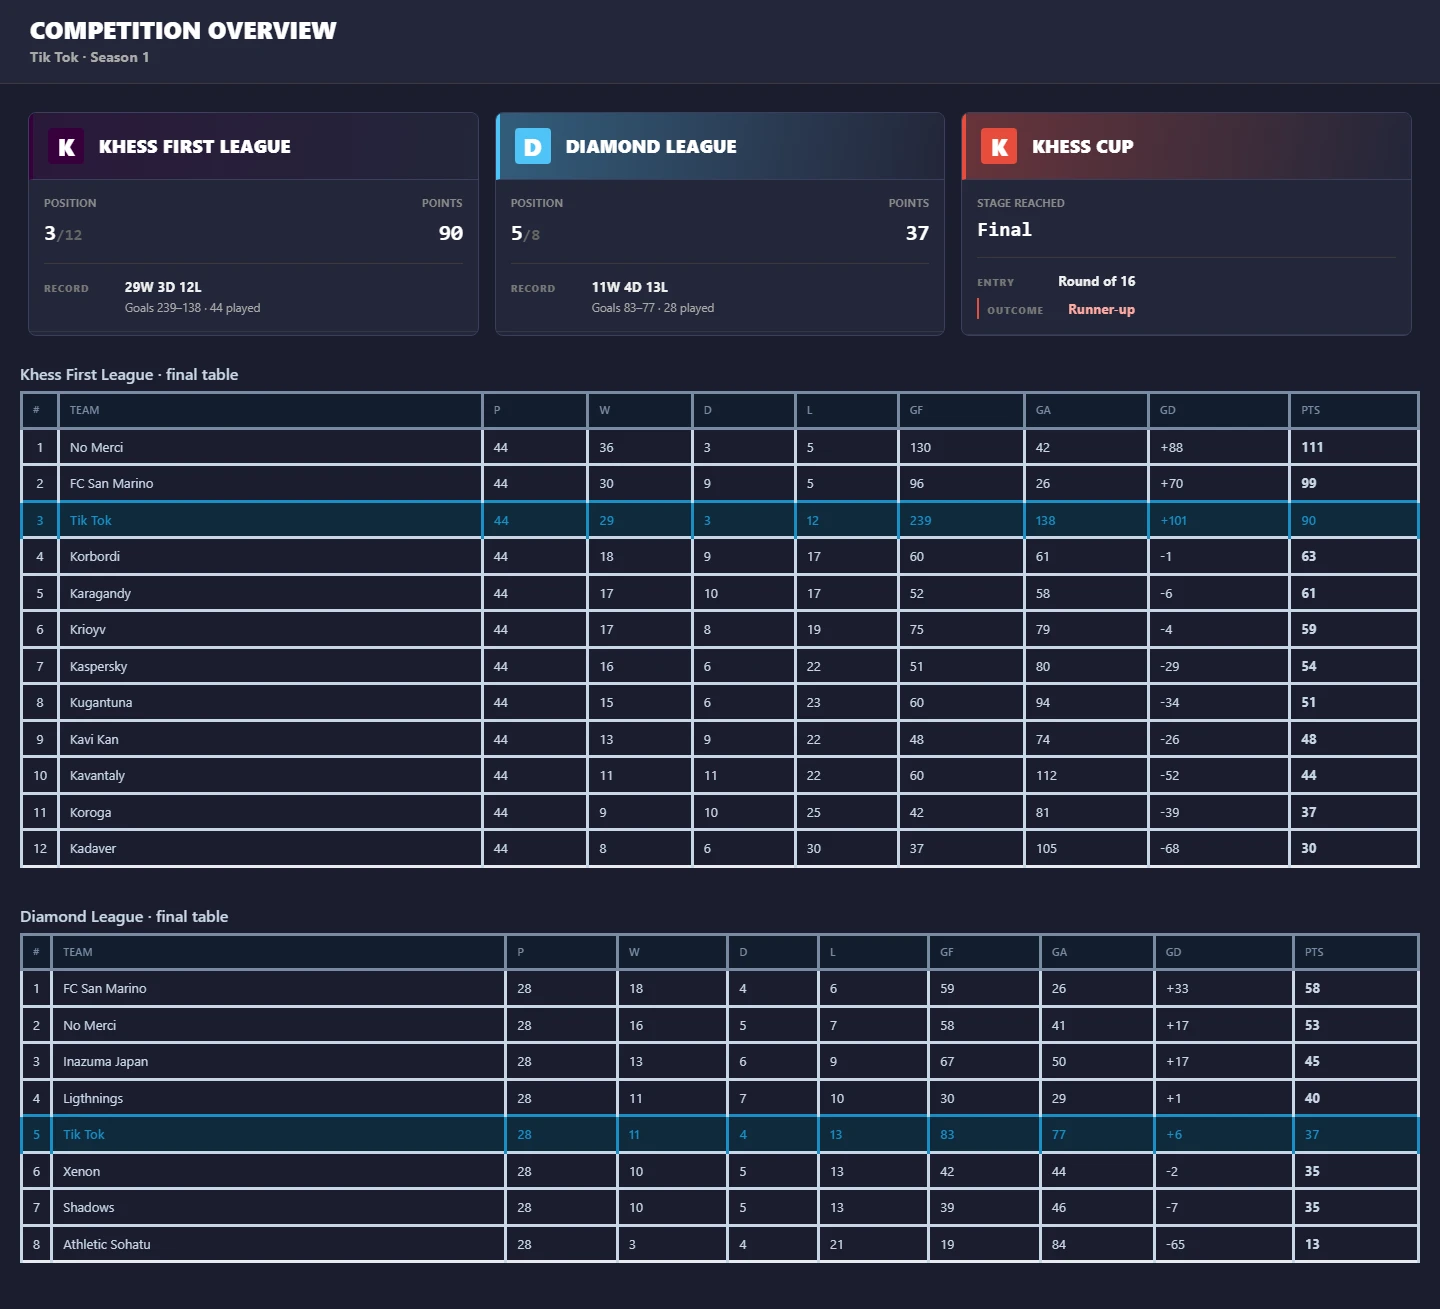 COMPETITION OVERVIEW
Tik Tok · Season 1
K KHESS FIRST LEAGUE
POSITION POINTS
3/12 90
RECORD 29W 3D 12L
Goals 239–138 · 44 played
D DIAMOND LEAGUE
POSITION POINTS
5/8 37
RECORD 11W 4D 13L
Goals 83–77 · 28 played
K KHESS CUP
STAGE REACHED
Final
ENTRY Round of 16
OUTCOME Runner-up
Khess First League · final table
# TEAM P W D L GF GA GD PTS
1 No Merci 44 36 3 5 130 42 +88 111
2 FC San Marino 44 30 9 5 96 26 +70 99
3 Tik Tok 44 29 3 12 239 138 +101 90
4 Korbordi 44 18 9 17 60 61 -1 63
5 Karagandy 44 17 10 17 52 58 -6 61
6 Krioyv 44 17 8 19 75 79 -4 59
7 Kaspersky 44 16 6 22 51 80 -29 54
8 Kugantuna 44 15 6 23 60 94 -34 51
9 Kavi Kan 44 13 9 22 48 74 -26 48
10 Kavantaly 44 11 11 22 60 112 -52 44
11 Koroga 44 9 10 25 42 81 -39 37
12 Kadaver 44 8 6 30 37 105 -68 30
Diamond League · final table
# TEAM P W D L GF GA GD PTS
1 FC San Marino 28 18 4 6 59 26 +33 58
2 No Merci 28 16 5 7 58 41 +17 53
3 Inazuma Japan 28 13 6 9 67 50 +17 45
4 Ligthnings 28 11 7 10 30 29 +1 40
5 Tik Tok 28 11 4 13 83 77 +6 37
6 Xenon 28 10 5 13 42 44 -2 35
7 Shadows 28 10 5 13 39 46 -7 35
8 Athletic Sohatu 28 3 4 21 19 84 -65 13